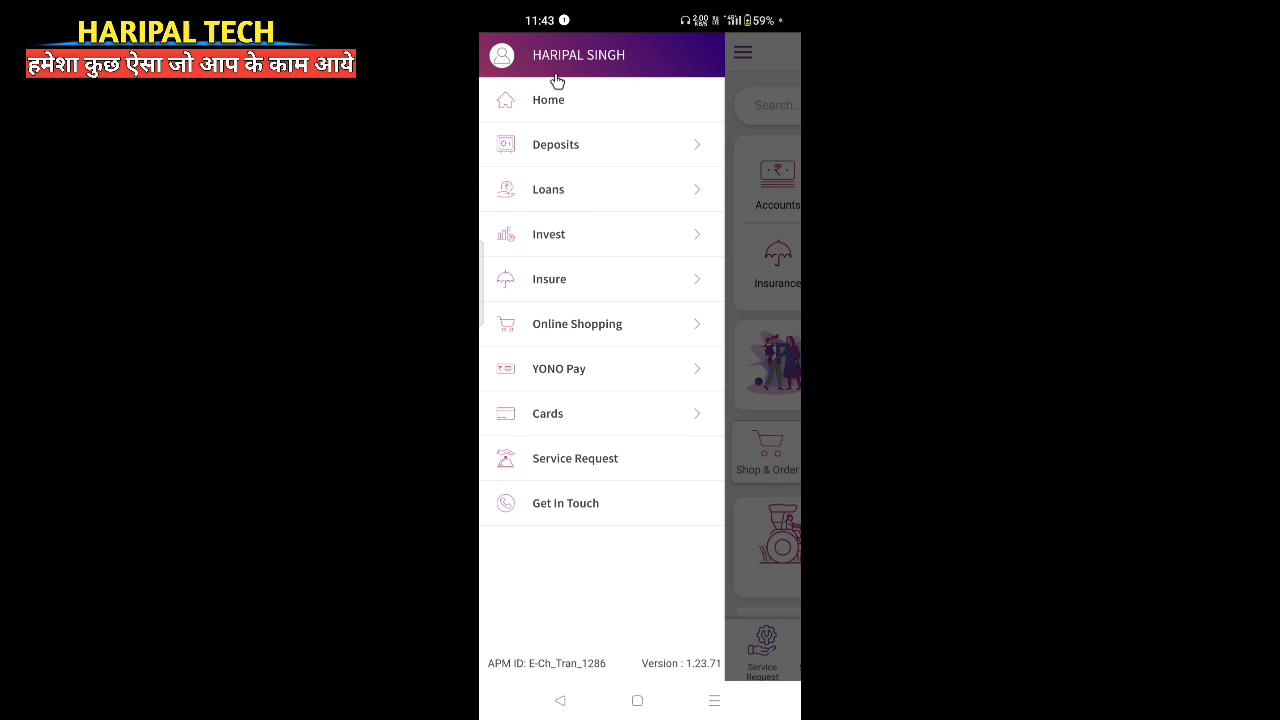 HARIPAL TECH
हमेशा कुछ ऐसा जो आप के काम आये
11:43
59%
HARIPAL SINGH
Home
Deposits
Loans
Invest
Insure
Online Shopping
YONO Pay
Cards
Service Request
Get In Touch
APM ID: E-Ch_Tran_1286
Version : 1.23.71
Search..
Accounts
Insurance
Shop & Order
Service
Request